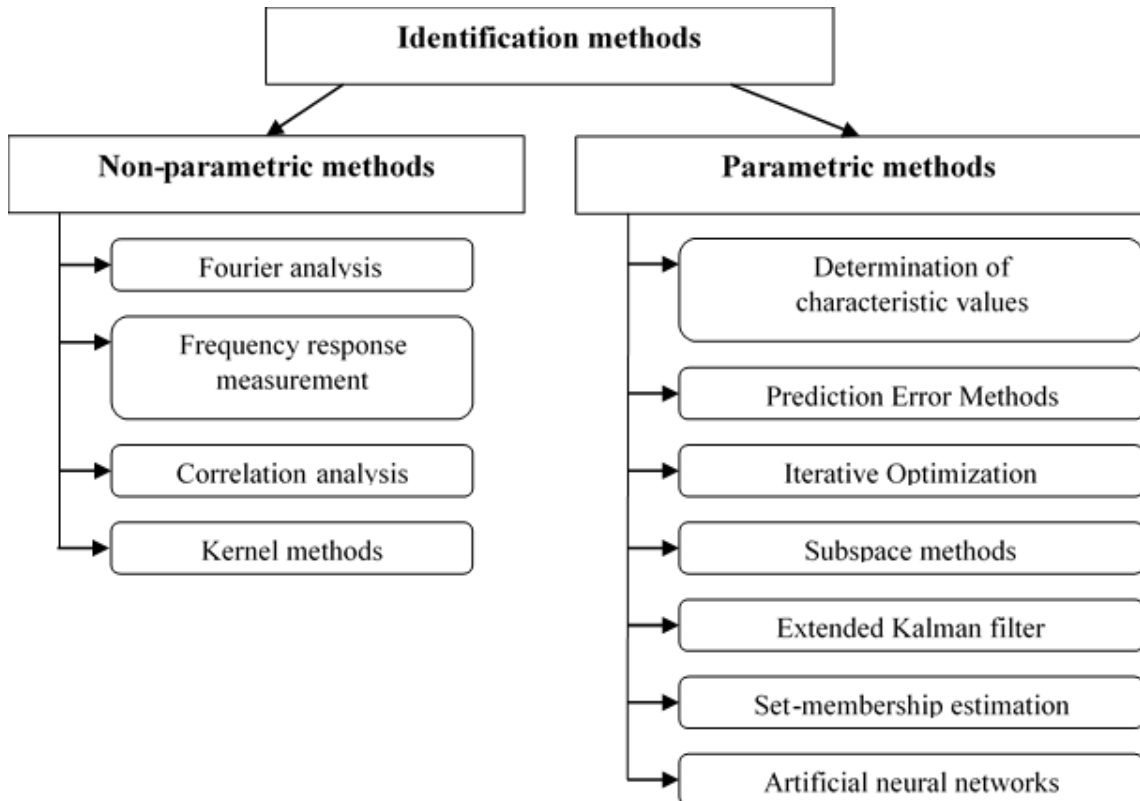 Identification methods
Non-parametric methods
Fourier analysis
Frequency response
measurement
Correlation analysis
Kernel methods
Parametric methods
Determination of
characteristic values
Prediction Error Methods
Iterative Optimization
Subspace methods
Extended Kalman filter
Set-membership estimation
Artificial neural networks